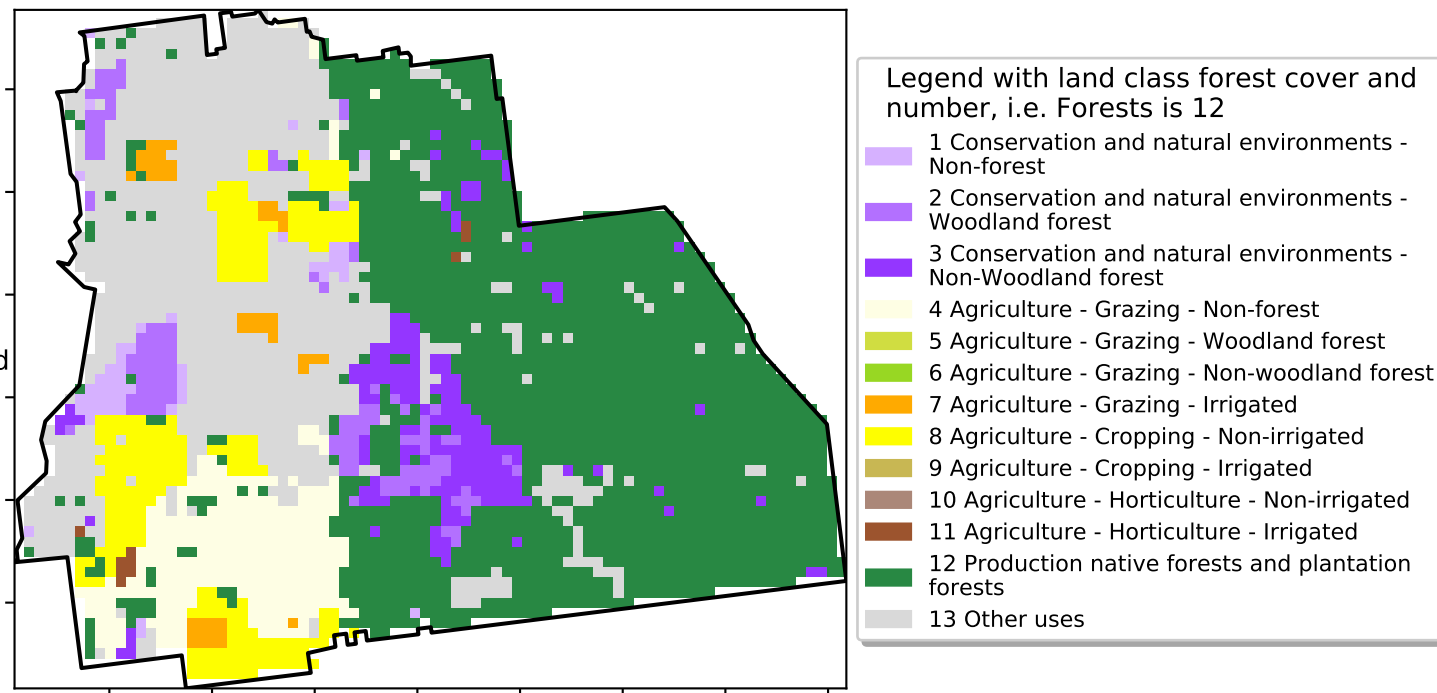 d
Legend with land class forest cover and
number, i.e. Forests is 12
1 Conservation and natural environments -
Non-forest
2 Conservation and natural environments -
Woodland forest
3 Conservation and natural environments -
Non-Woodland forest
4 Agriculture - Grazing - Non-forest
5 Agriculture - Grazing - Woodland forest
6 Agriculture - Grazing - Non-woodland forest
7 Agriculture - Grazing - Irrigated
8 Agriculture - Cropping - Non-irrigated
9 Agriculture - Cropping - Irrigated
10 Agriculture - Horticulture - Non-irrigated
11 Agriculture - Horticulture - Irrigated
12 Production native forests and plantation
forests
13 Other uses